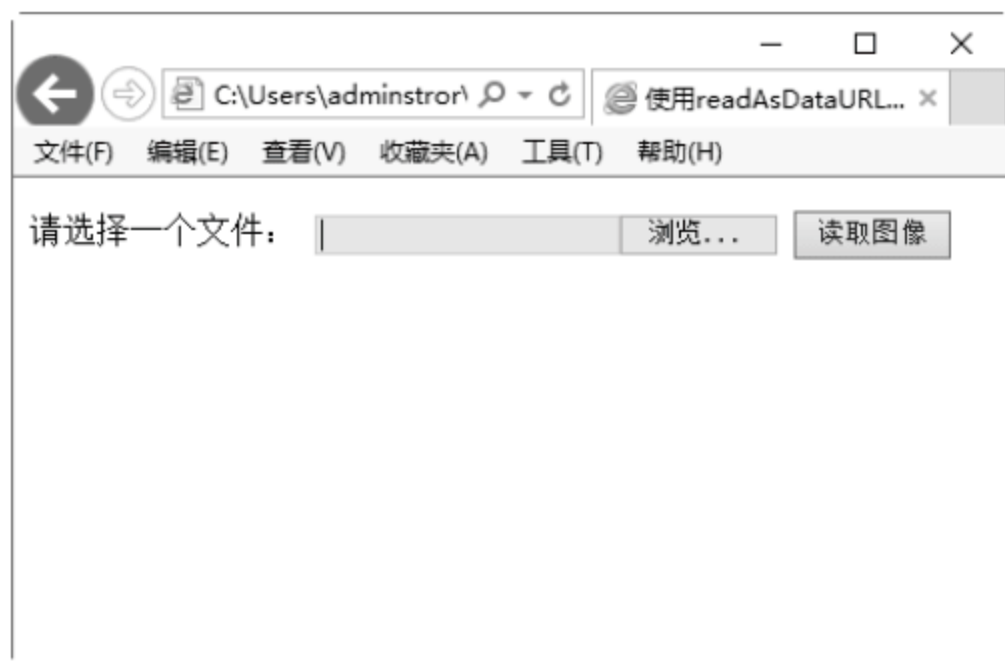 C:\Users\adminstror\ 使用readAsDataURL...
文件(F) 编辑(E) 查看(V) 收藏夹(A) 工具(T) 帮助(H)
请选择一个文件： 浏览... 读取图像